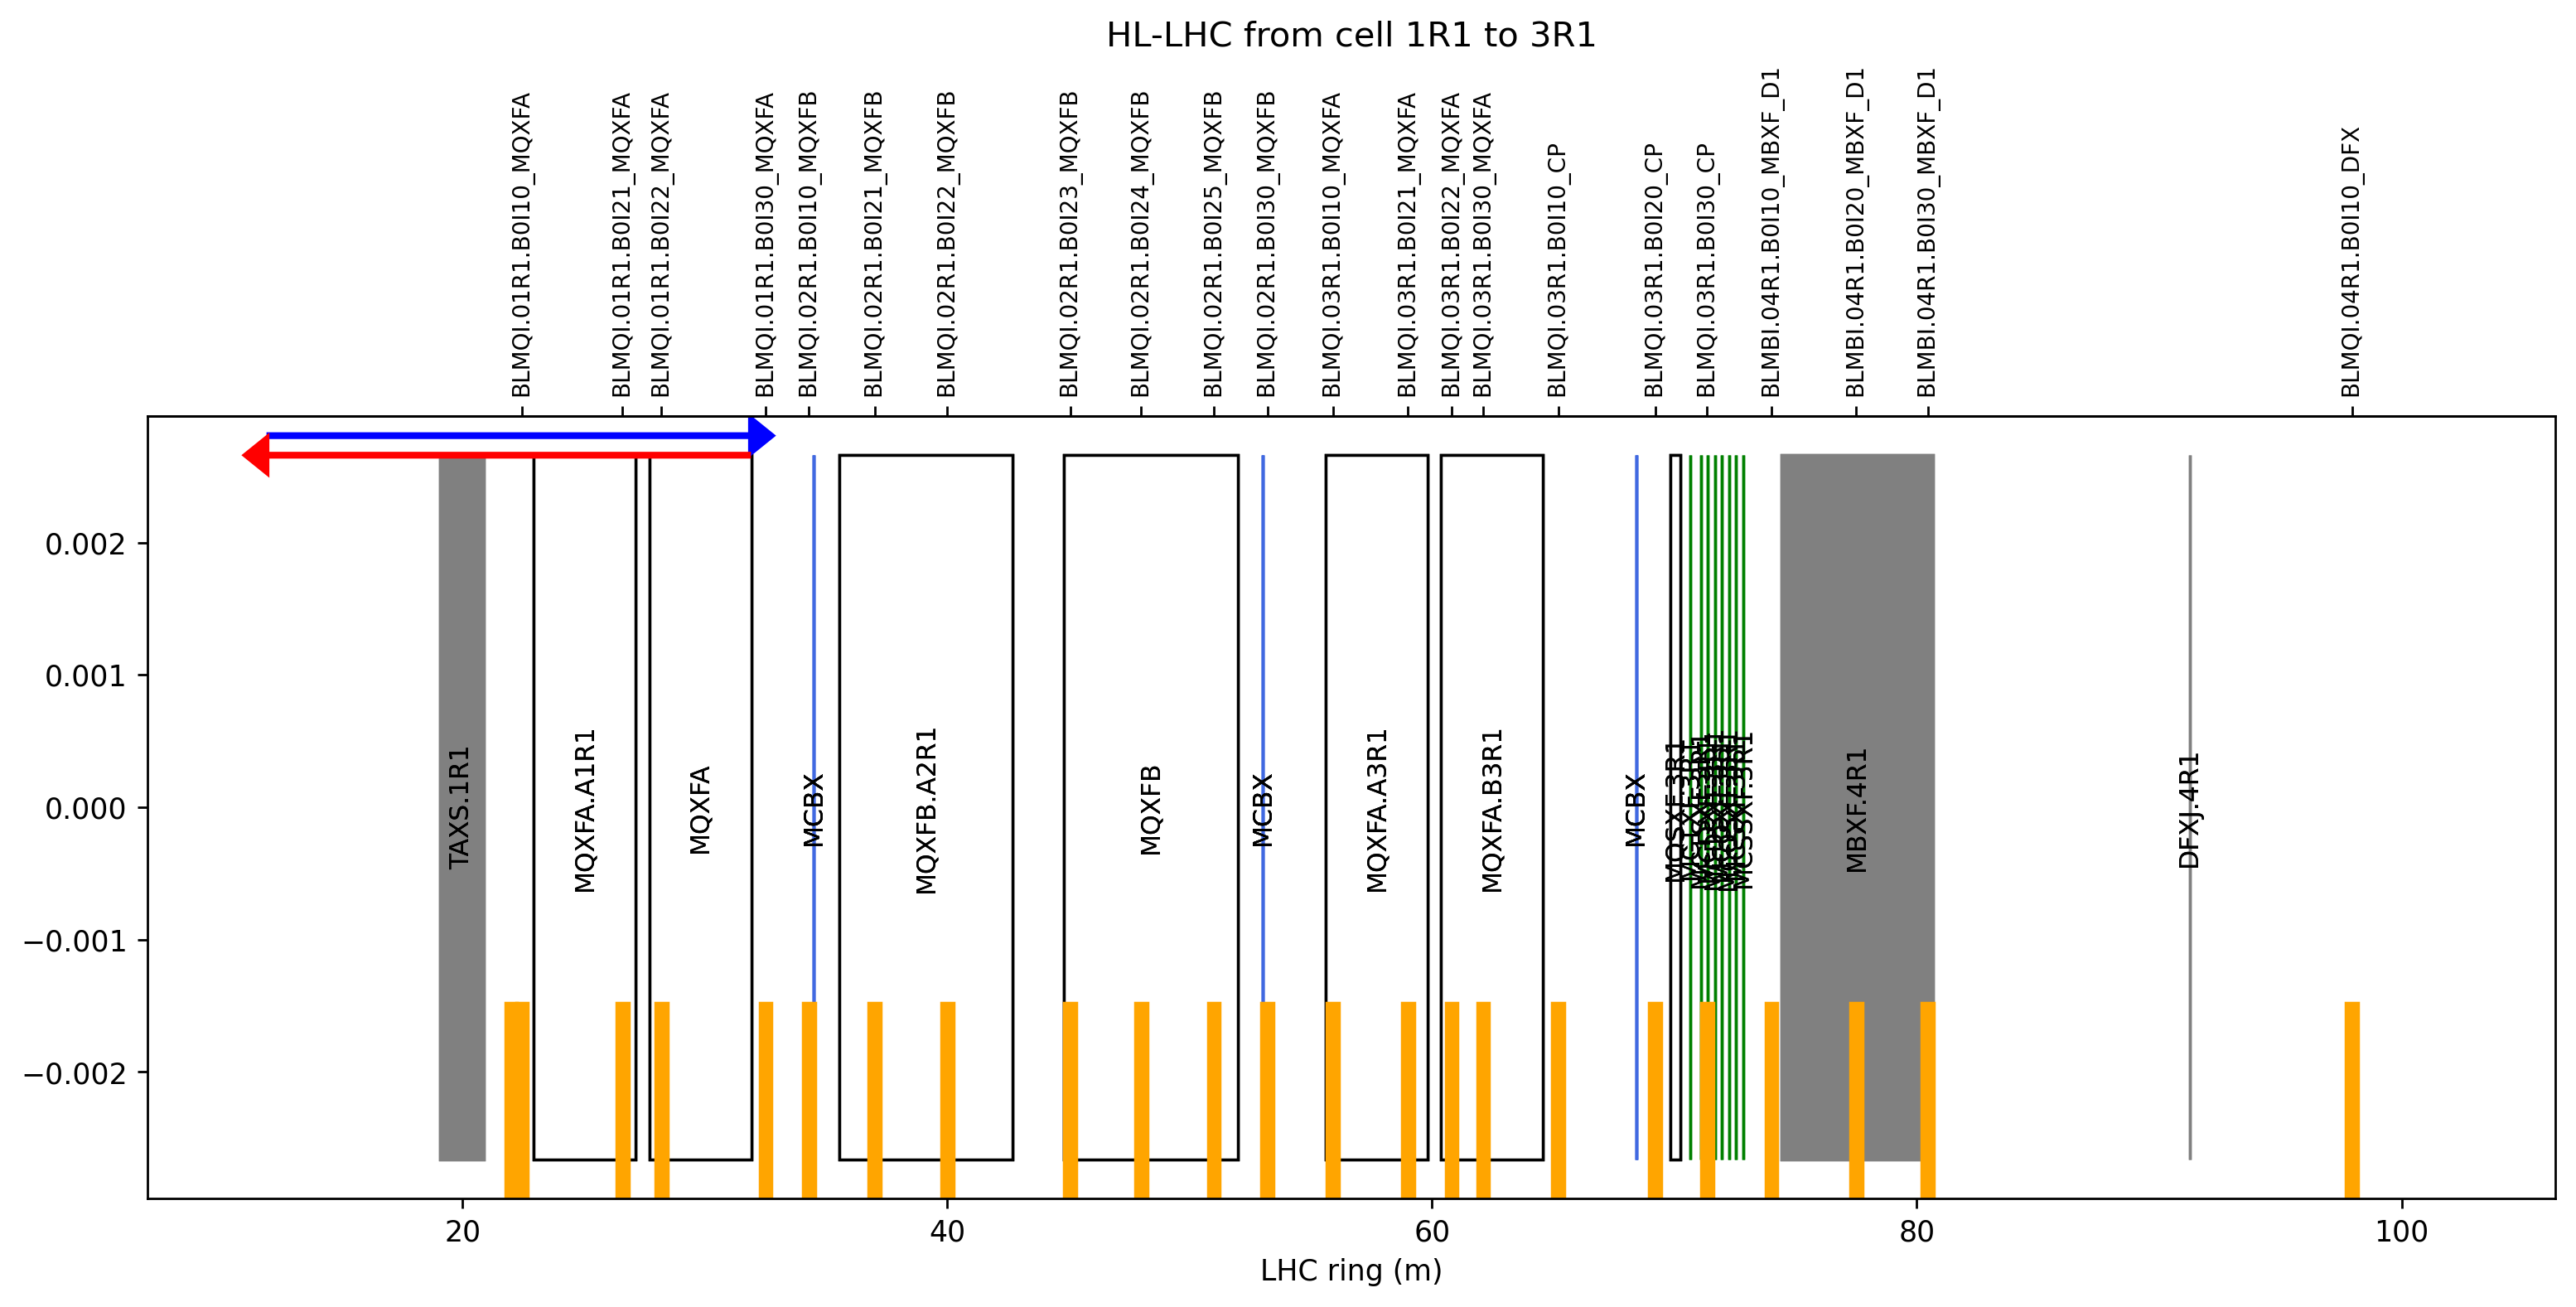 HL-LHC from cell 1R1 to 3R1
BLMQI.01R1.B0I10_MQXFA
BLMQI.01R1.B0I21_MQXFA
BLMQI.01R1.B0I22_MQXFA
BLMQI.01R1.B0I30_MQXFA
BLMQI.02R1.B0I10_MQXFB
BLMQI.02R1.B0I21_MQXFB
BLMQI.02R1.B0I22_MQXFB
BLMQI.02R1.B0I23_MQXFB
BLMQI.02R1.B0I24_MQXFB
BLMQI.02R1.B0I25_MQXFB
BLMQI.02R1.B0I30_MQXFB
BLMQI.03R1.B0I10_MQXFA
BLMQI.03R1.B0I21_MQXFA
BLMQI.03R1.B0I22_MQXFA
BLMQI.03R1.B0I30_MQXFA
BLMQI.03R1.B0I10_CP
BLMQI.03R1.B0I20_CP
BLMQI.03R1.B0I30_CP
BLMBI.04R1.B0I10_MBXF_D1
BLMBI.04R1.B0I20_MBXF_D1
BLMBI.04R1.B0I30_MBXF_D1
BLMQI.04R1.B0I10_DFX
0.002
0.001
0.000
−0.001
−0.002
TAXS.1R1
MQXFA.A1R1
MQXFA
MCBX
MQXFB.A2R1
MQXFB
MCBX
MQXFA.A3R1
MQXFA.B3R1
MCBX
MQSXF.3R1
MCSSXF.3R1
MBXF.4R1
DFXJ.4R1
20
40
60
80
100
LHC ring (m)